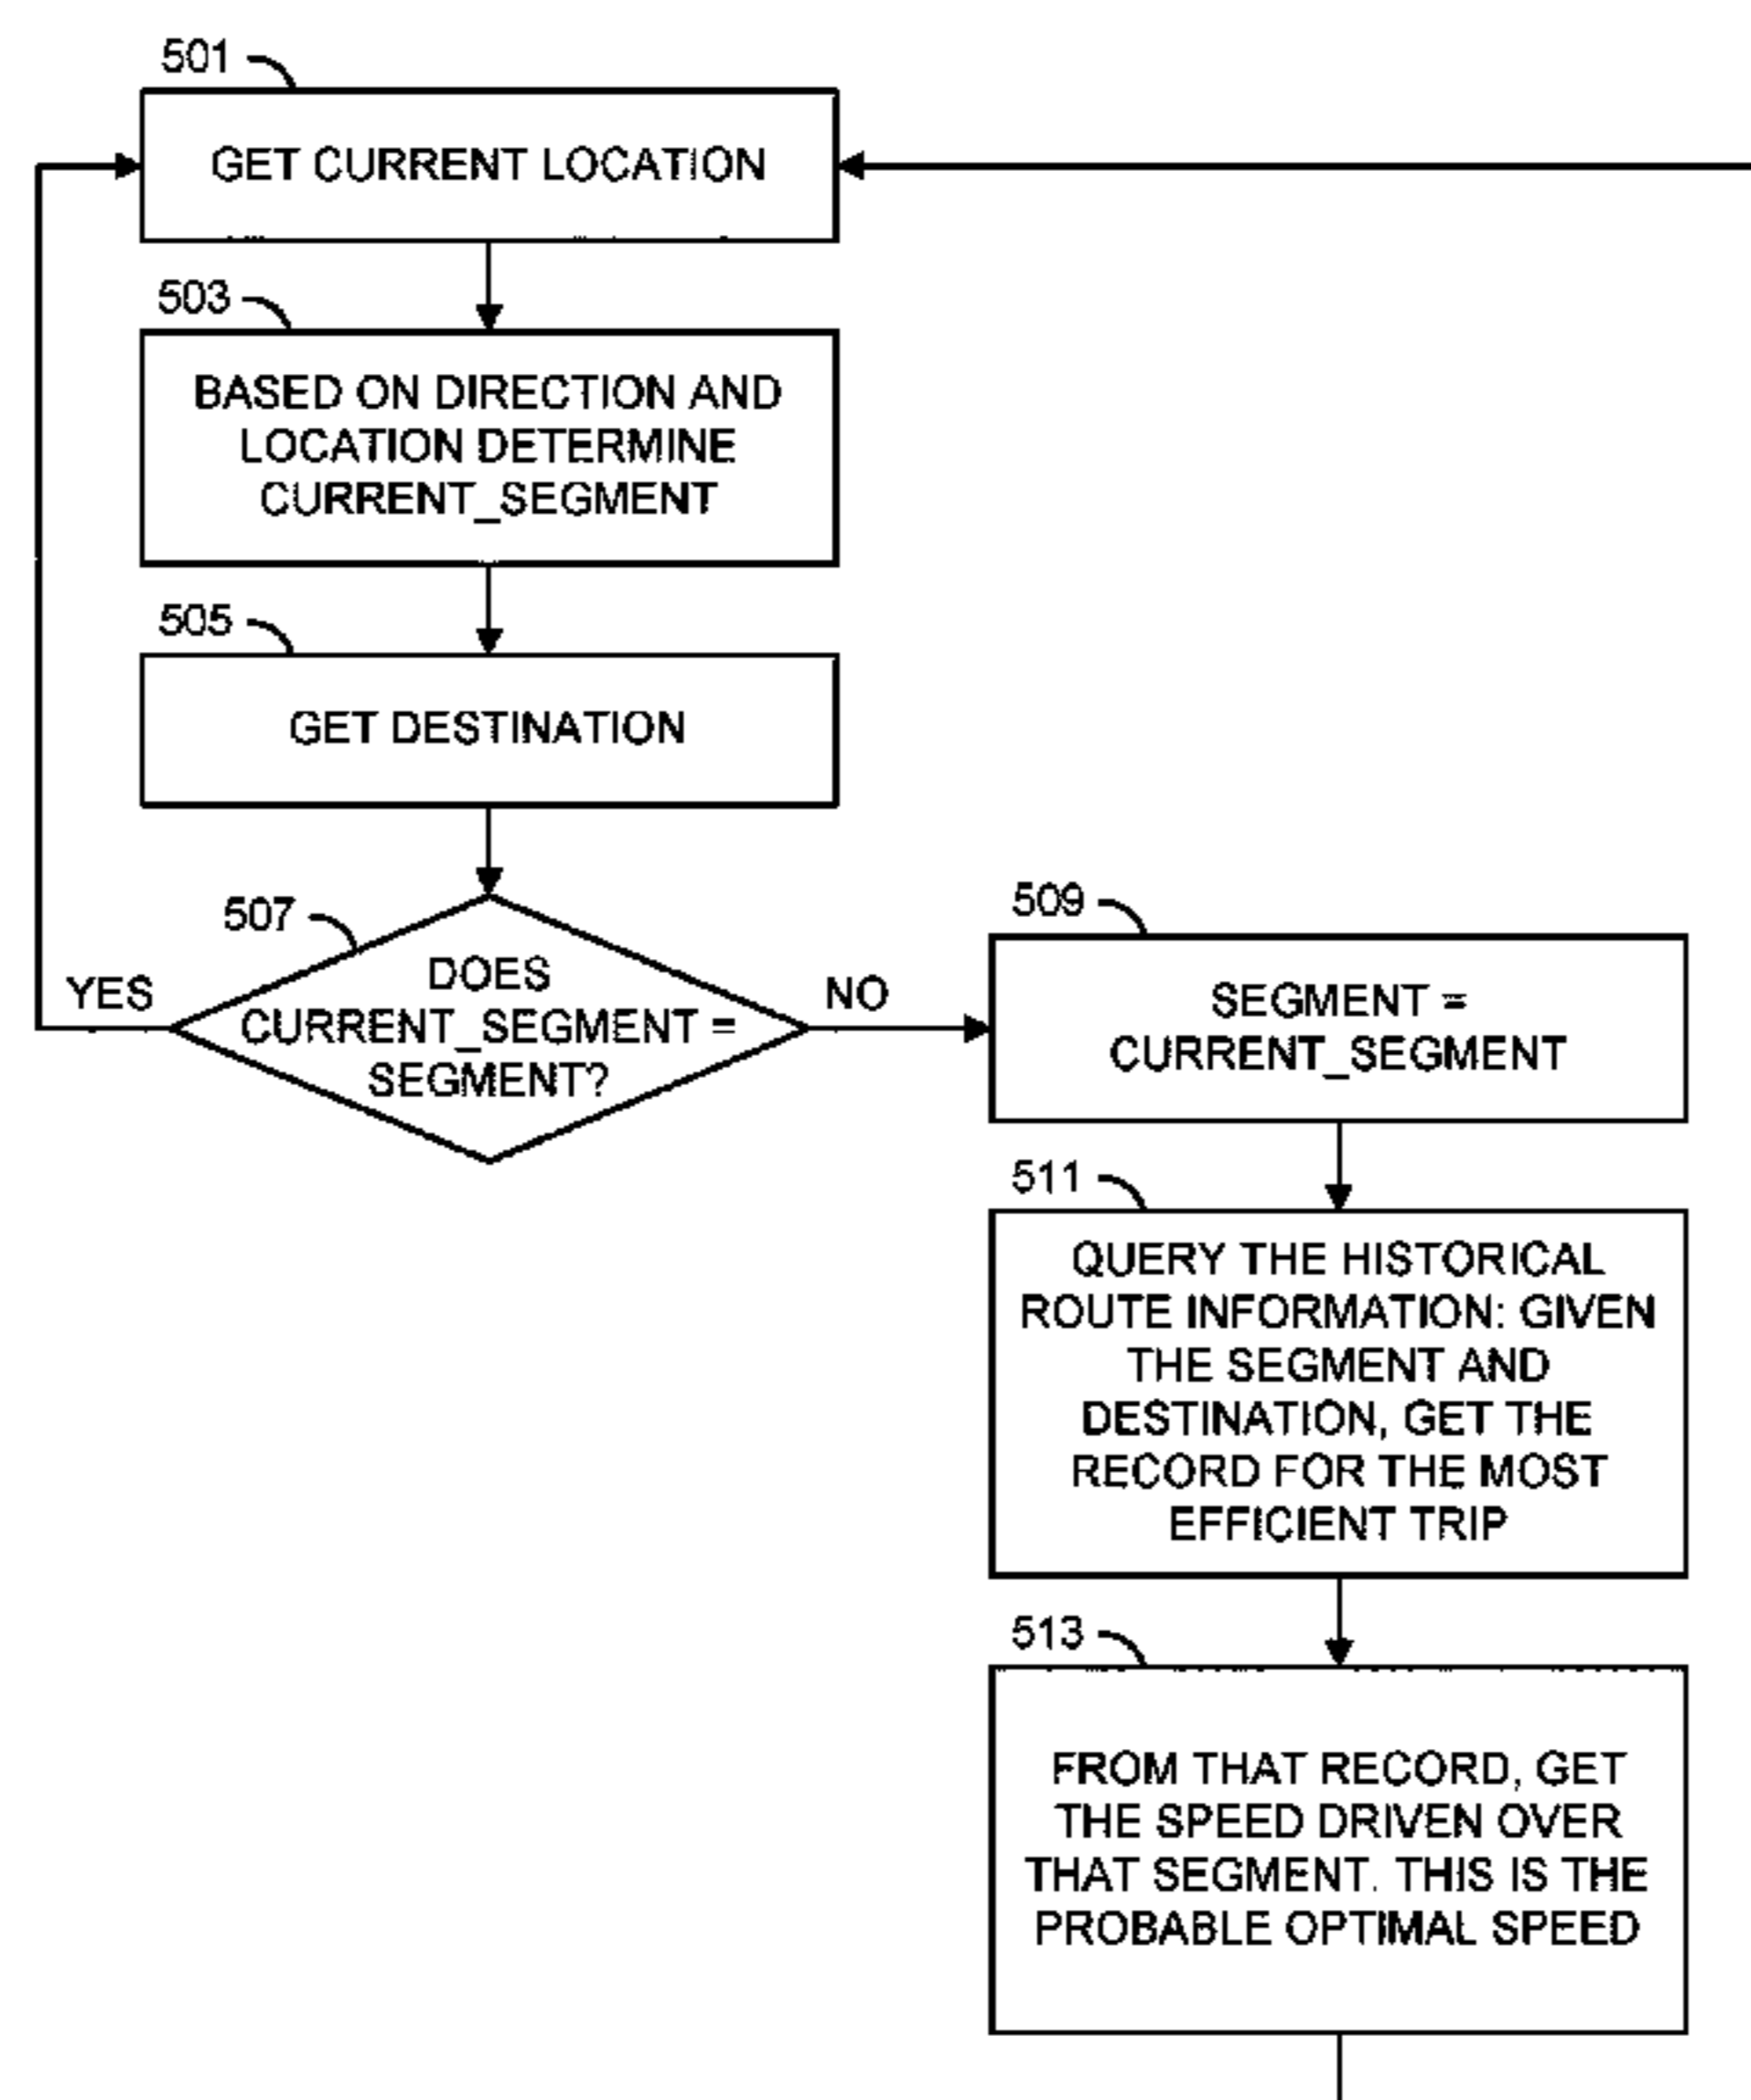 501
GET CURRENT LOCATION
503
BASED ON DIRECTION AND
LOCATION DETERMINE
CURRENT_SEGMENT
505
GET DESTINATION
507
DOES
CURRENT_SEGMENT =
SEGMENT?
YES
NO
509
SEGMENT =
CURRENT_SEGMENT
511
QUERY THE HISTORICAL
ROUTE INFORMATION: GIVEN
THE SEGMENT AND
DESTINATION, GET THE
RECORD FOR THE MOST
EFFICIENT TRIP
513
FROM THAT RECORD, GET
THE SPEED DRIVEN OVER
THAT SEGMENT. THIS IS THE
PROBABLE OPTIMAL SPEED